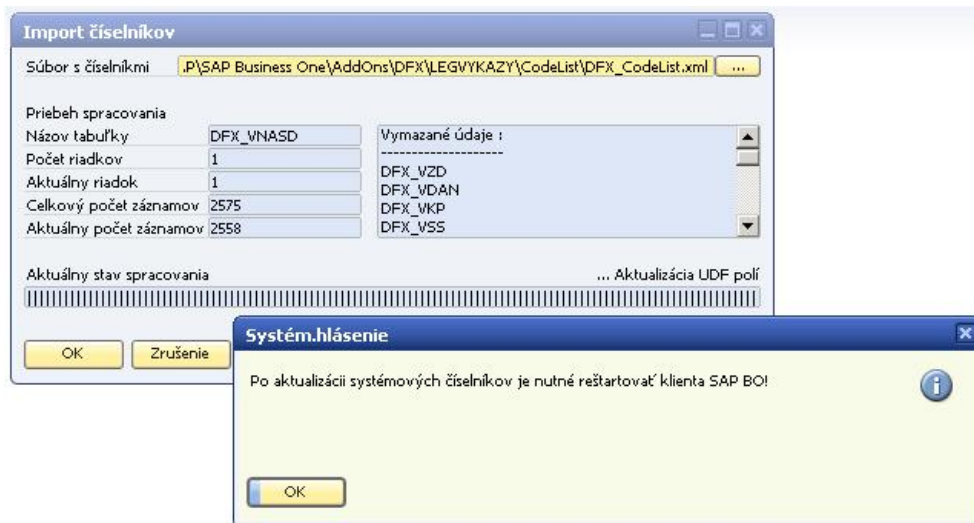 Import číselníkov
Súbor s číselníkmi .P\SAP Business One\AddOns\DFX\LEGVYKAZY\CodeList\DFX_CodeList.xml ...
Priebeh spracovania
Názov tabuľky DFX_VNASD
Počet riadkov 1
Aktuálny riadok 1
Celkový počet záznamov 2575
Aktuálny počet záznamov 2558
Vymazané údaje :
--------------------
DFX_VZD
DFX_VDAN
DFX_VKP
DFX_VSS
Aktuálny stav spracovania ... Aktualizácia UDF polí
OK Zrušenie
Systém.hlásenie
Po aktualizácii systémových číselníkov je nutné reštartovať klienta SAP BO!
OK